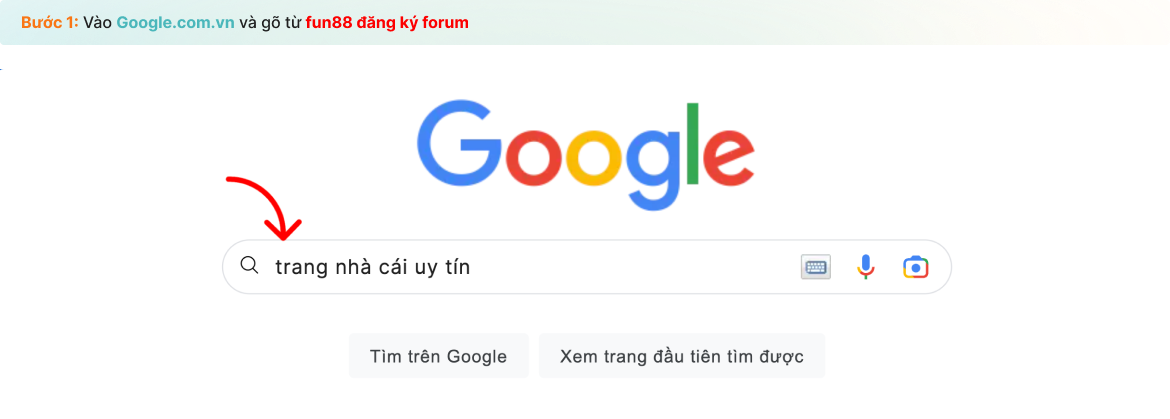 Bước 1: Vào Google.com.vn và gõ từ fun88 đăng ký forum
Google
trang nhà cái uy tín
Tìm trên Google
Xem trang đầu tiên tìm được